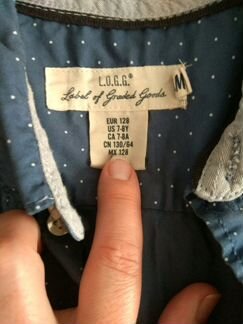 L.O.G.G.®
Label of Graded Goods.
M
EUR 128
US 7-8Y
CA 7-8A
CN 130/64
MX 128